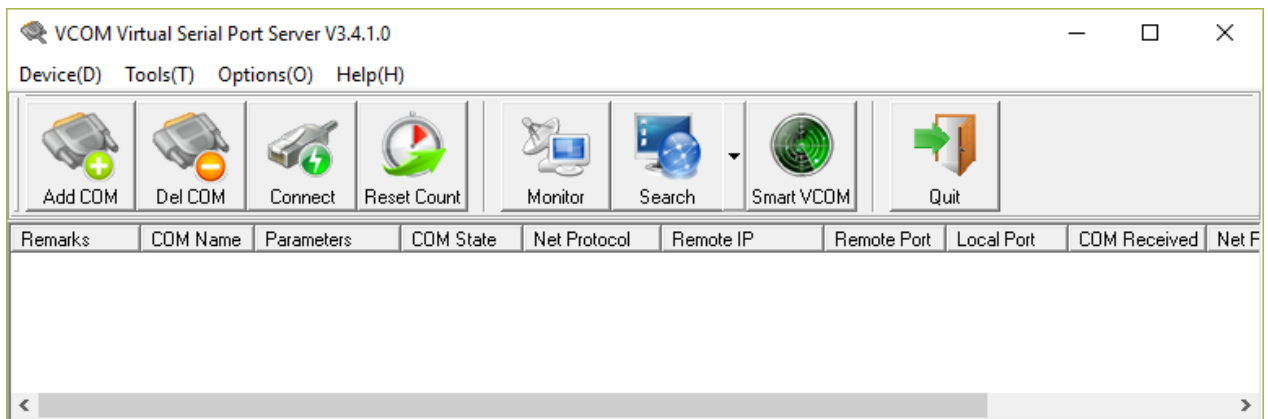 VCOM Virtual Serial Port Server V3.4.1.0
Device(D) Tools(T) Options(O) Help(H)
Add COM Del COM Connect Reset Count Monitor Search Smart VCOM Quit
Remarks COM Name Parameters COM State Net Protocol Remote IP Remote Port Local Port COM Received Net